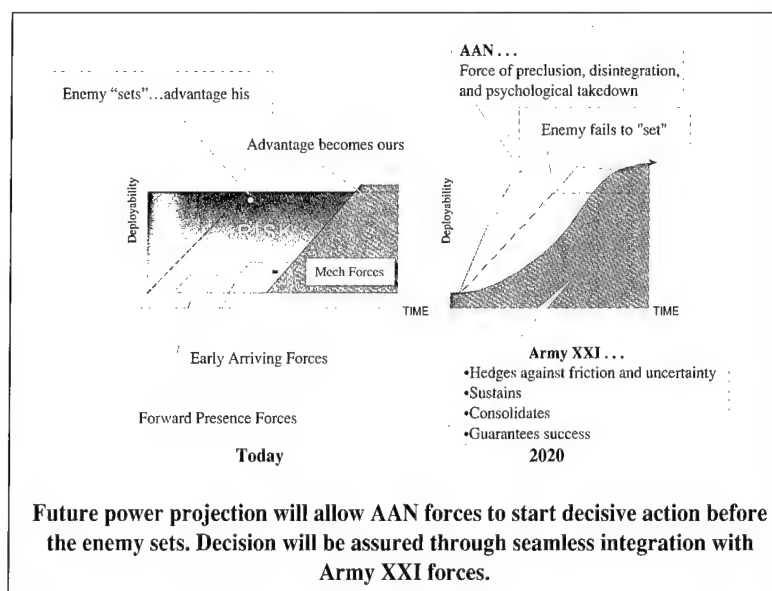 Enemy “sets”…advantage his
Advantage becomes ours
Deployability
RISK
Mech Forces
TIME
Early Arriving Forces
Forward Presence Forces
Today
AAN . . .
Force of preclusion, disintegration,
and psychological takedown
Enemy fails to "set"
Deployability
TIME
Army XXI . . .
•Hedges against friction and uncertainty
•Sustains
•Consolidates
•Guarantees success
2020
Future power projection will allow AAN forces to start decisive action before
the enemy sets. Decision will be assured through seamless integration with
Army XXI forces.